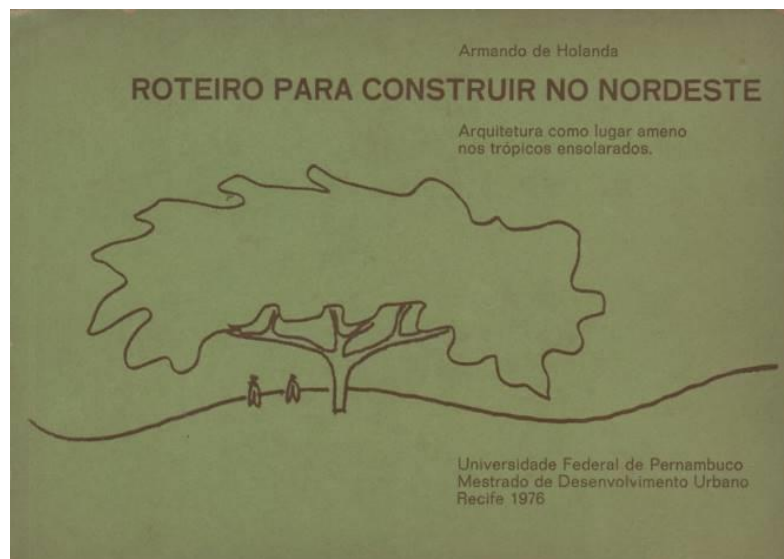 Armando de Holanda
ROTEIRO PARA CONSTRUIR NO NORDESTE
Arquitetura como lugar ameno
nos trópicos ensolarados.
Universidade Federal de Pernambuco
Mestrado de Desenvolvimento Urbano
Recife 1976